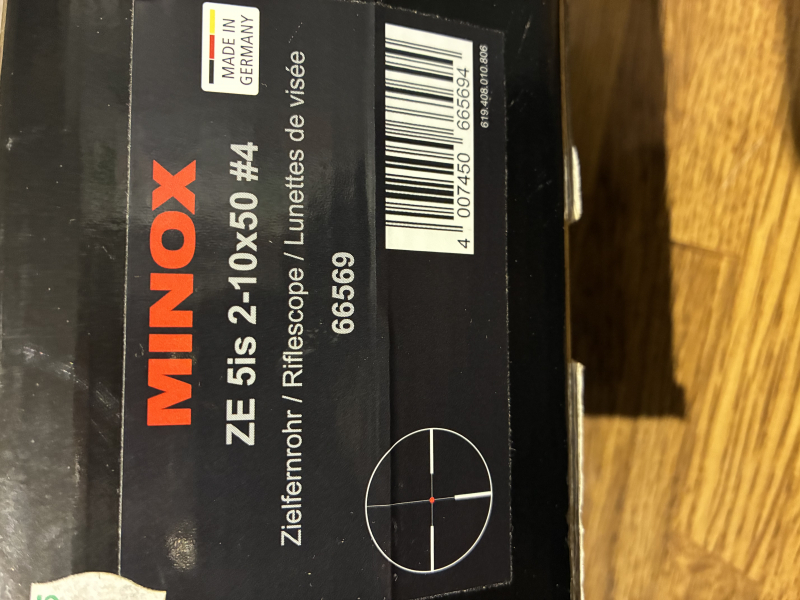 MADE IN
GERMANY
MINOX
ZE 5is 2-10x50 #4
Zielfernrohr / Riflescope / Lunettes de visée
66569
4 007450 665694
619.408.010.806